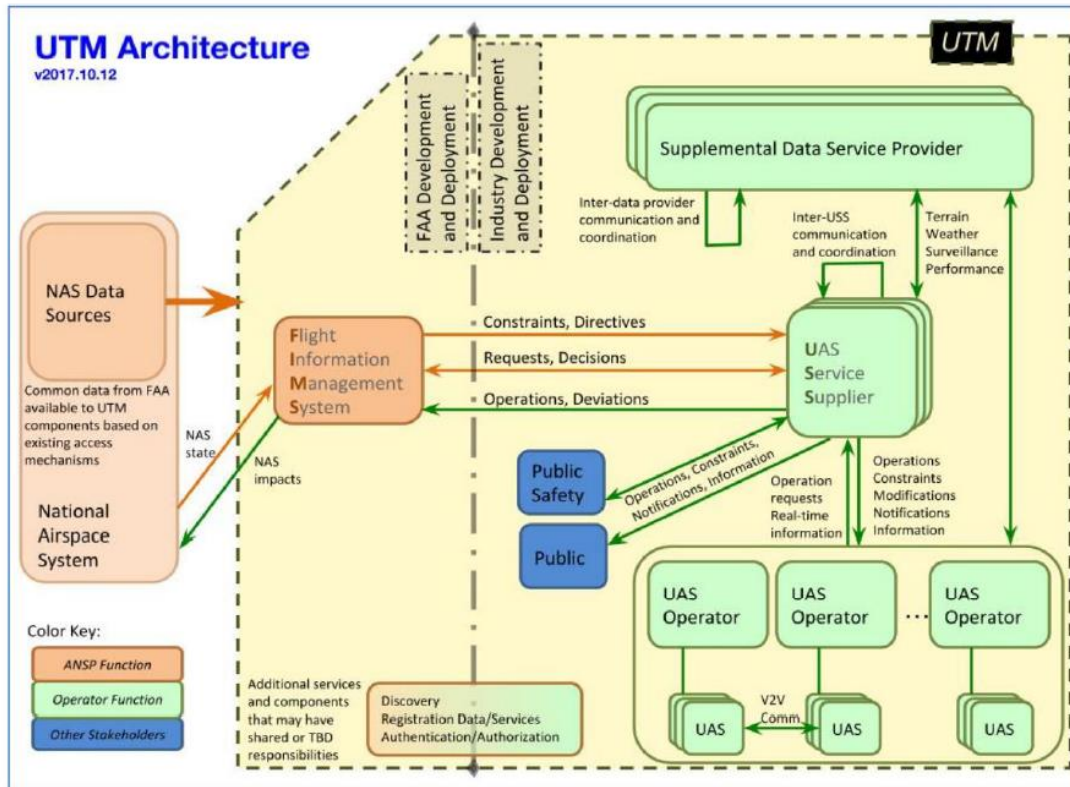 UTM Architecture
v2017.10.12
UTM
FAA Development
and Deployment
Industry Development
and Deployment
Supplemental Data Service Provider
Inter-data provider
communication and
coordination
Inter-USS
communication
and coordination
Terrain
Weather
Surveillance
Performance
NAS Data
Sources
Common data from FAA
available to UTM
components based on
existing access
mechanisms
National
Airspace
System
NAS
state
NAS
impacts
Flight
Information
Management
System
Constraints, Directives
Requests, Decisions
Operations, Deviations
UAS
Service
Supplier
Public
Safety
Public
Operations, Constraints,
Notifications, Information
Operation
requests
Real-time
information
Operations
Constraints
Modifications
Notifications
Information
UAS
Operator
UAS
Operator
...
UAS
Operator
UAS
V2V
Comm.
UAS
UAS
Color Key:
ANSP Function
Operator Function
Other Stakeholders
Additional services
and components
that may have
shared or TBD
responsibilities
Discovery
Registration Data/Services
Authentication/Authorization